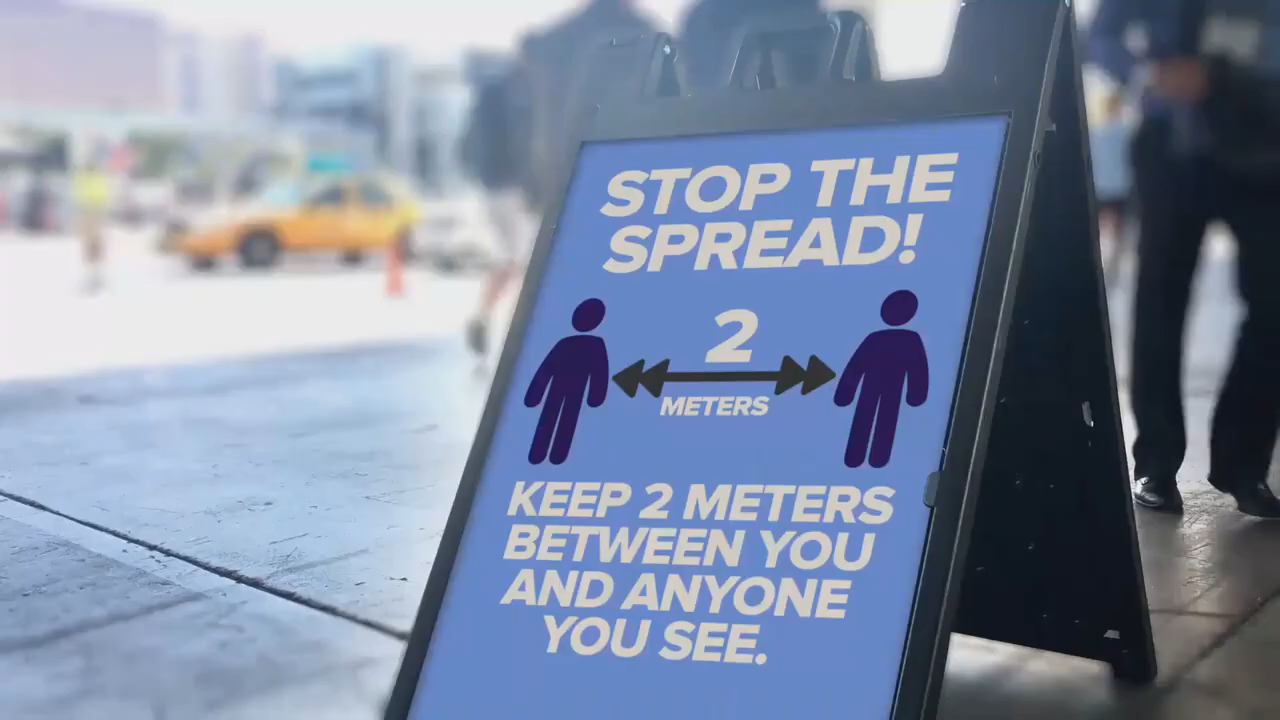 STOP THE
SPREAD!
2
METERS
KEEP 2 METERS
BETWEEN YOU
AND ANYONE
YOU SEE.